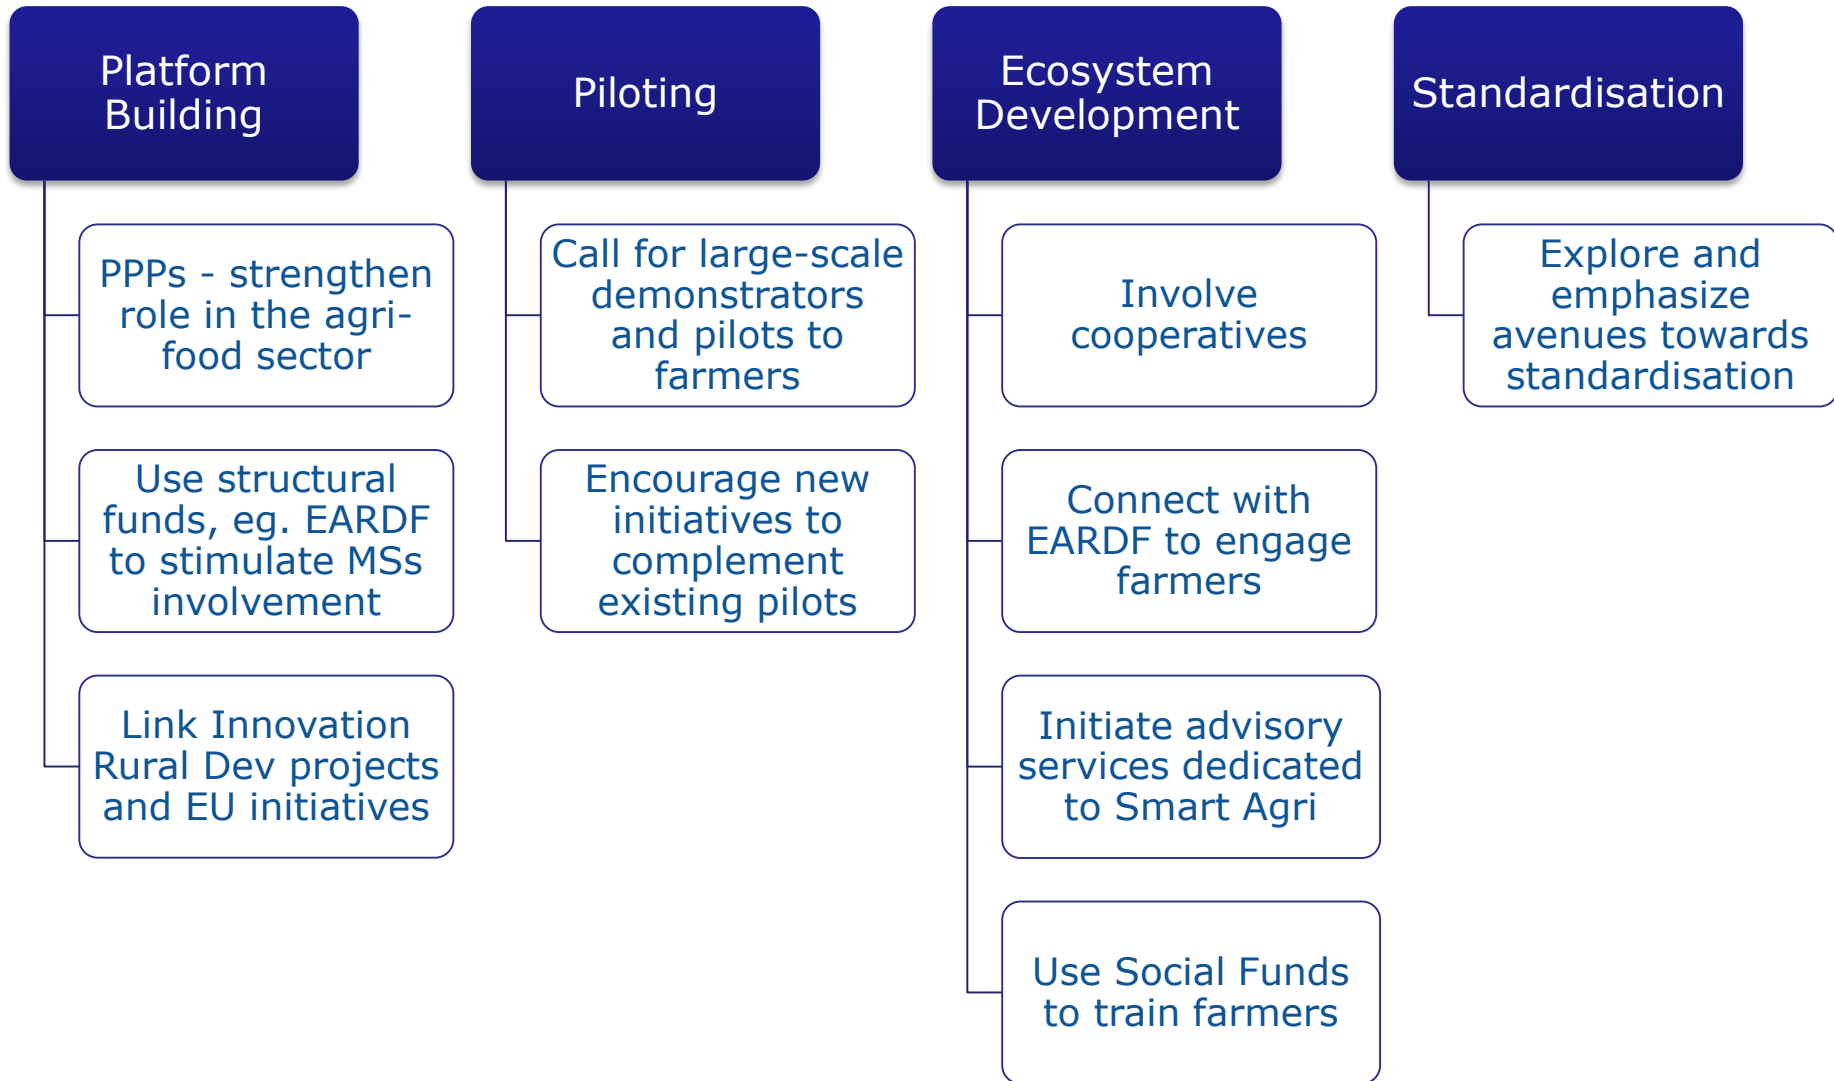 Platform
Building
PPPs - strengthen
role in the agri-
food sector
Use structural
funds, eg. EARDF
to stimulate MSs
involvement
Link Innovation
Rural Dev projects
and EU initiatives
Piloting
Call for large-scale
demonstrators
and pilots to
farmers
Encourage new
initiatives to
complement
existing pilots
Ecosystem
Development
Involve
cooperatives
Connect with
EARDF to engage
farmers
Initiate advisory
services dedicated
to Smart Agri
Use Social Funds
to train farmers
Standardisation
Explore and
emphasize
avenues towards
standardisation